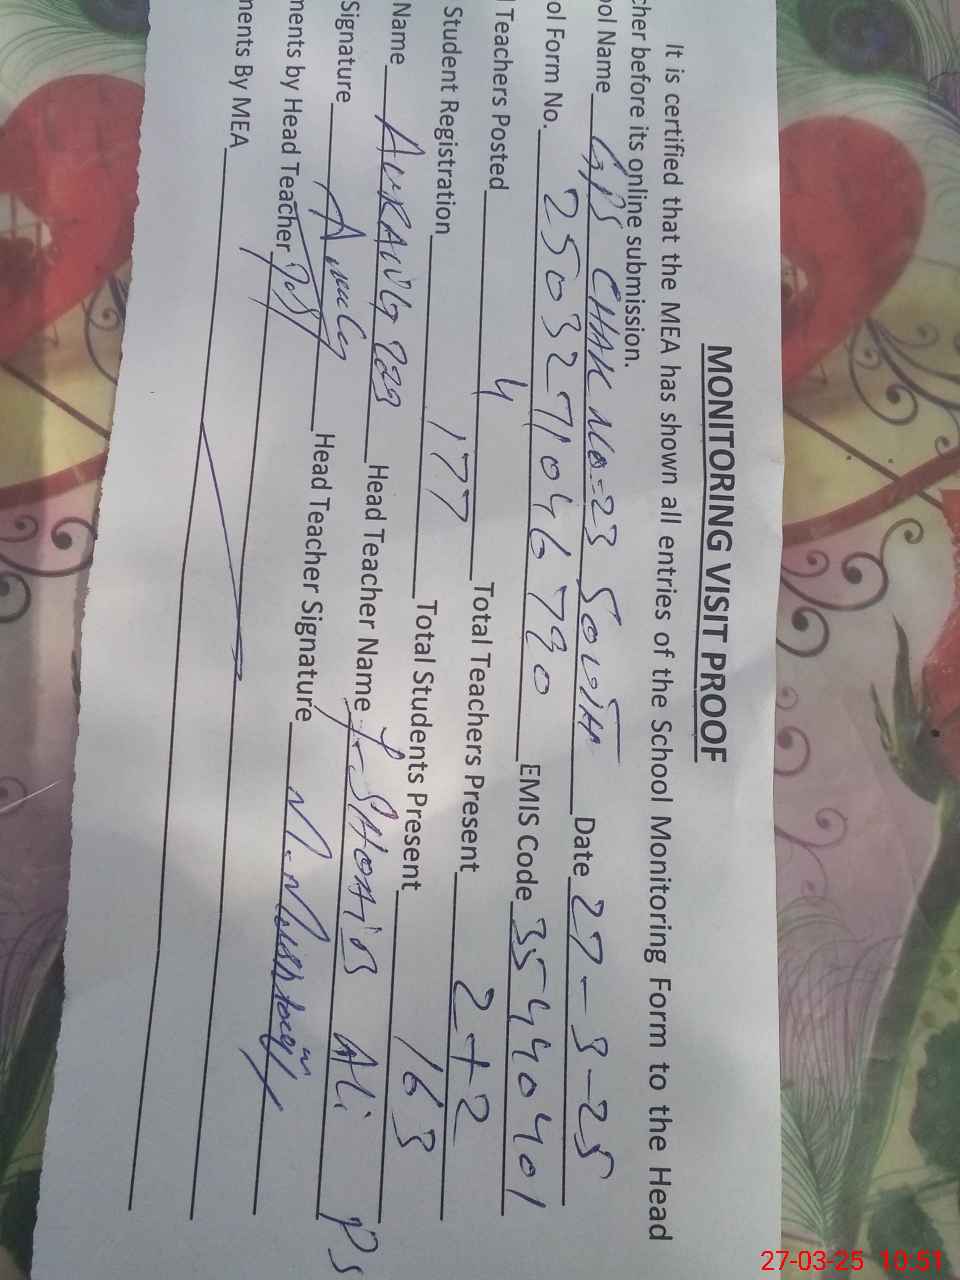 MONITORING VISIT PROOF
It is certified that the MEA has shown all entries of the School Monitoring Form to the Head
cher before its online submission.
ol Name GPS CHAK NO=23 SOUTH Date 27-3-25
ol Form No. EMIS Code 35440401
l Teachers Posted 4 Total Teachers Present 2+2
Student Registration 177 Total Students Present 163
Name Head Teacher Name SHOAIB Ali PS
Signature Head Teacher Signature
ments by Head Teacher
ments By MEA
27-03-25 10:51